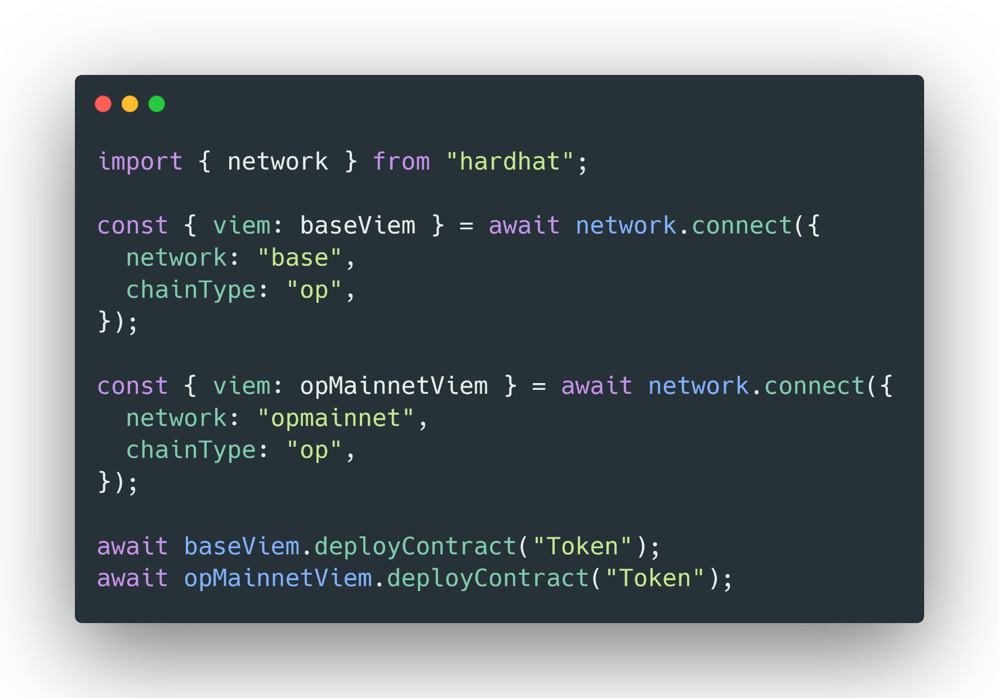 import { network } from "hardhat";

const { viem: baseViem } = await network.connect({
  network: "base",
  chainType: "op",
});

const { viem: opMainnetViem } = await network.connect({
  network: "opmainnet",
  chainType: "op",
});

await baseViem.deployContract("Token");
await opMainnetViem.deployContract("Token");